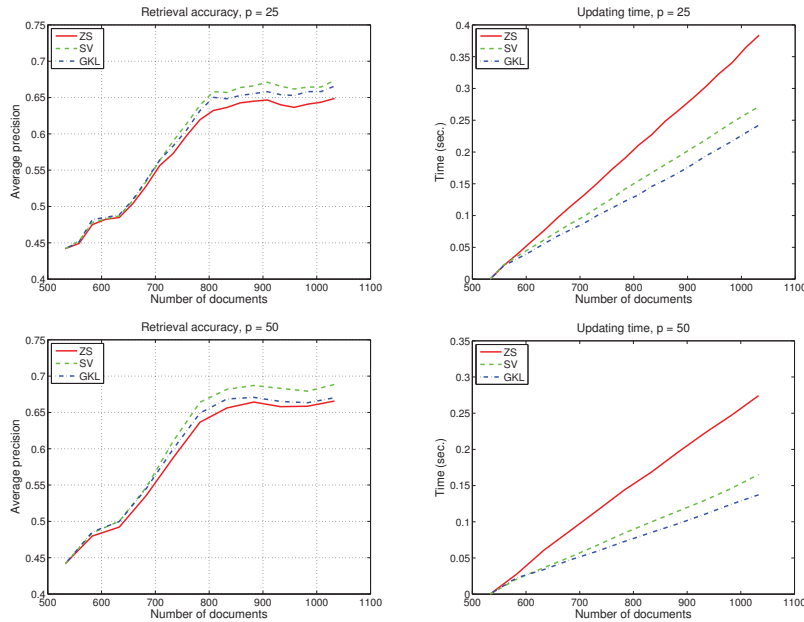 Retrieval accuracy, p = 25
0.75
0.7
0.65
0.6
0.55
0.5
0.45
0.4
Average precision
ZS
SV
GKL
500 600 700 800 900 1000 1100
Number of documents
Updating time, p = 25
0.4
0.35
0.3
0.25
0.2
0.15
0.1
0.05
0
Time (sec.)
ZS
SV
GKL
500 600 700 800 900 1000 1100
Number of documents
Retrieval accuracy, p = 50
0.75
0.7
0.65
0.6
0.55
0.5
0.45
0.4
Average precision
ZS
SV
GKL
500 600 700 800 900 1000 1100
Number of documents
Updating time, p = 50
0.35
0.3
0.25
0.2
0.15
0.1
0.05
0
Time (sec.)
ZS
SV
GKL
500 600 700 800 900 1000 1100
Number of documents